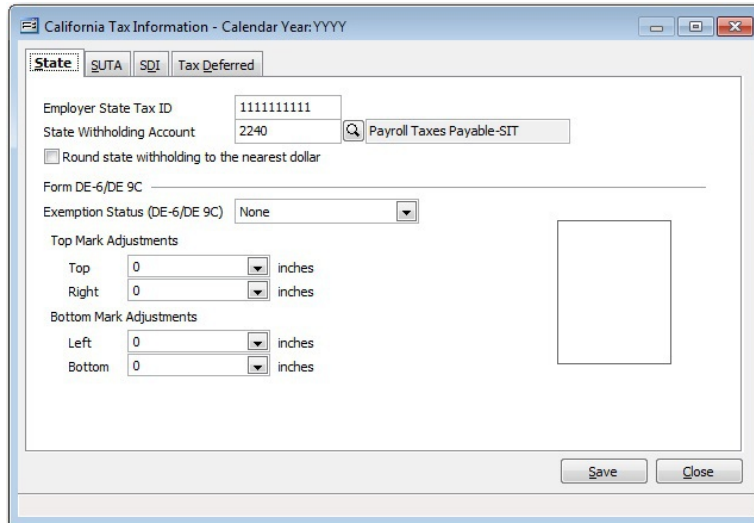 California Tax Information - Calendar Year:YYYY
State SUTA SDI Tax Deferred
Employer State Tax ID 1111111111
State Withholding Account 2240 Payroll Taxes Payable-SIT
Round state withholding to the nearest dollar
Form DE-6/DE 9C
Exemption Status (DE-6/DE 9C) None
Top Mark Adjustments
Top 0 inches
Right 0 inches
Bottom Mark Adjustments
Left 0 inches
Bottom 0 inches
Save Close